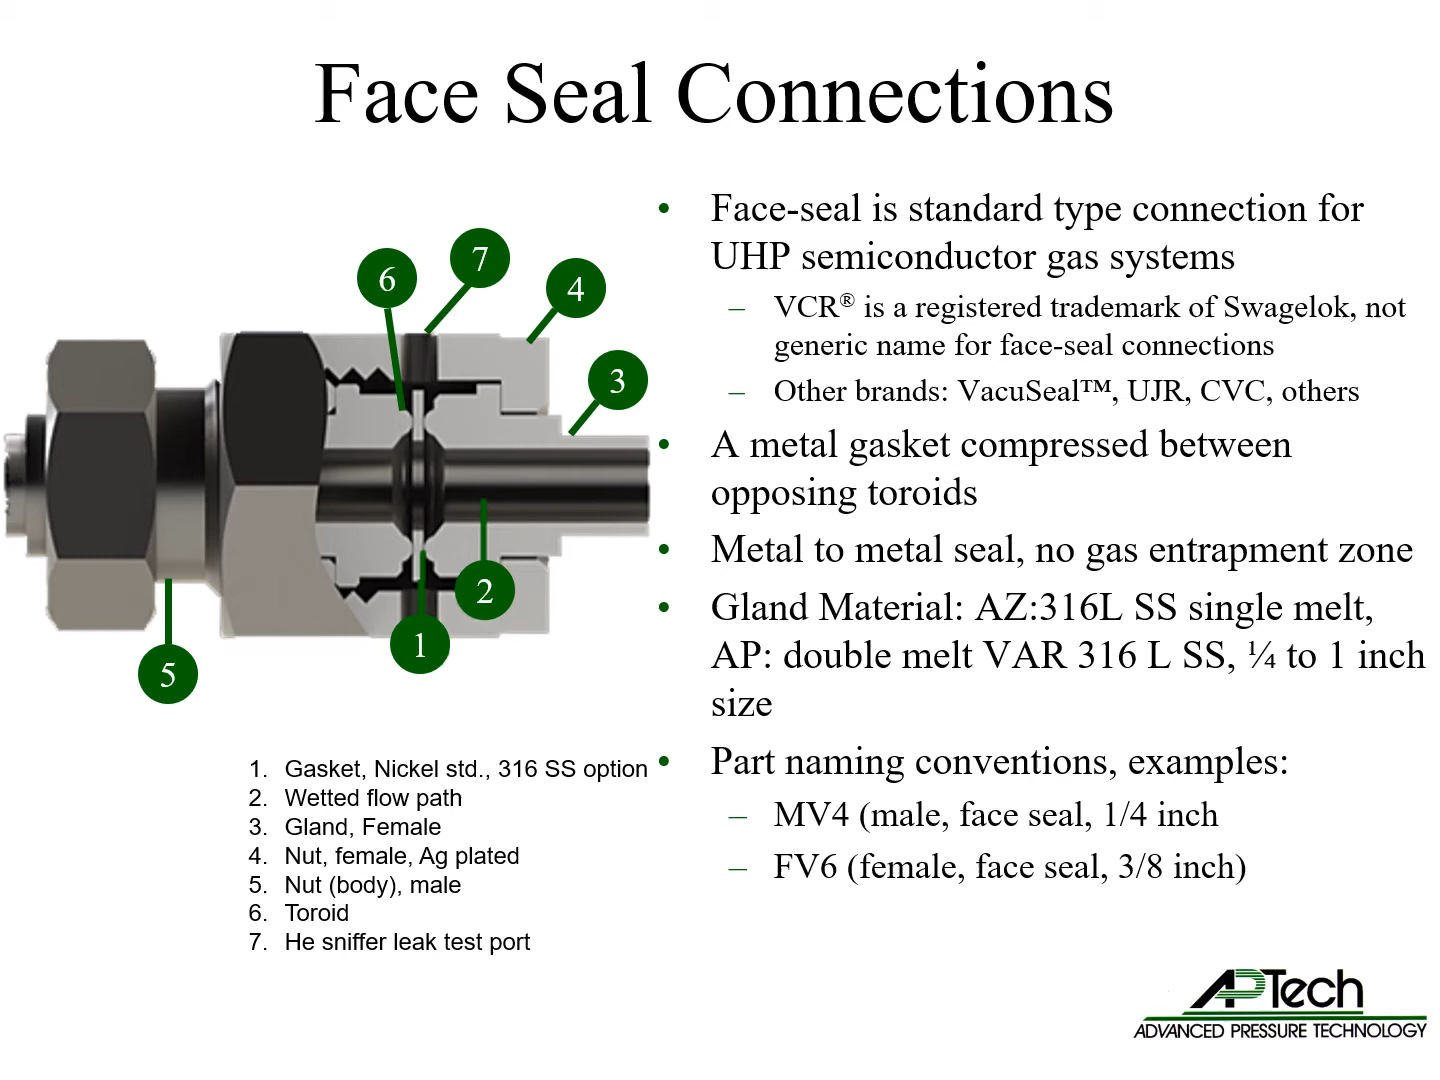 Face Seal Connections
7
6
4
3
2
1
5
1. Gasket, Nickel std., 316 SS option
2. Wetted flow path
3. Gland, Female
4. Nut, female, Ag plated
5. Nut (body), male
6. Toroid
7. He sniffer leak test port
• Face-seal is standard type connection for
UHP semiconductor gas systems
– VCR® is a registered trademark of Swagelok, not
generic name for face-seal connections
– Other brands: VacuSeal™, UJR, CVC, others
• A metal gasket compressed between
opposing toroids
• Metal to metal seal, no gas entrapment zone
• Gland Material: AZ:316L SS single melt,
AP: double melt VAR 316 L SS, ¼ to 1 inch
size
• Part naming conventions, examples:
– MV4 (male, face seal, 1/4 inch
– FV6 (female, face seal, 3/8 inch)
APTech
ADVANCED PRESSURE TECHNOLOGY